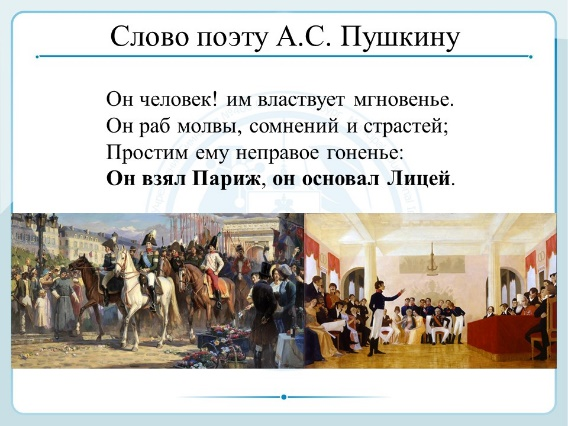 Слово поэту А.С. Пушкину
Он человек! им властвует мгновенье.
Он раб молвы, сомнений и страстей;
Простим ему неправое гоненье:
Он взял Париж, он основал Лицей.